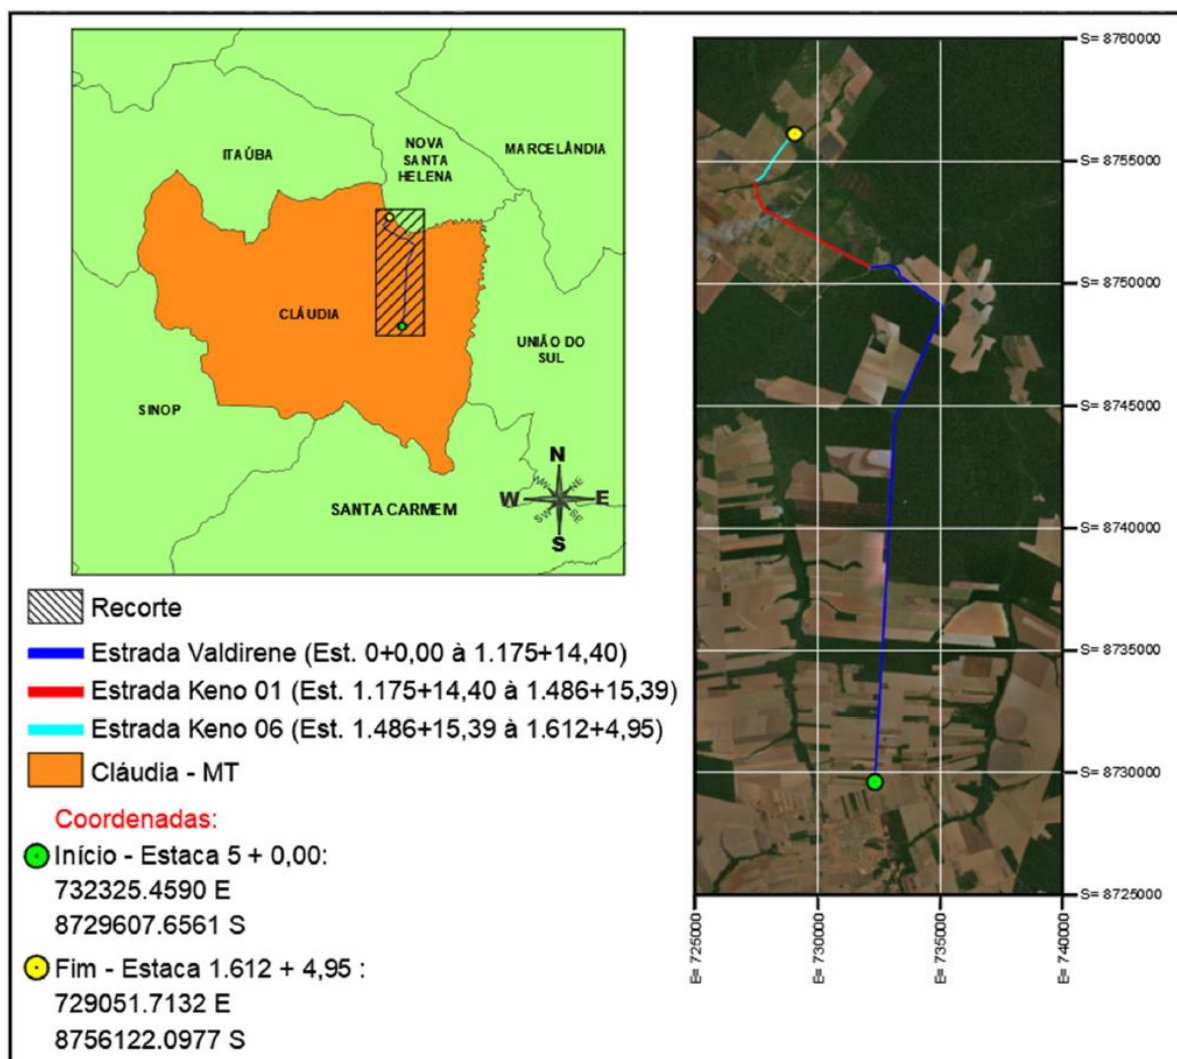 ITAÚBA
NOVA
SANTA
HELENA
MARCELÂNDIA
CLÁUDIA
UNIÃO DO
SUL
SINOP
SANTA CARMEM
N
NW
NE
W
E
SW
SE
S
Recorte
Estrada Valdirene (Est. 0+0,00 à 1.175+14,40)
Estrada Keno 01 (Est. 1.175+14,40 à 1.486+15,39)
Estrada Keno 06 (Est. 1.486+15,39 à 1.612+4,95)
Cláudia - MT
Coordenadas:
Início - Estaca 5 + 0,00:
732325.4590 E
8729607.6561 S
Fim - Estaca 1.612 + 4,95 :
729051.7132 E
8756122.0977 S
S= 8760000
S= 8755000
S= 8750000
S= 8745000
S= 8740000
S= 8735000
S= 8730000
S= 8725000
E= 725000
E= 730000
E= 735000
E= 740000